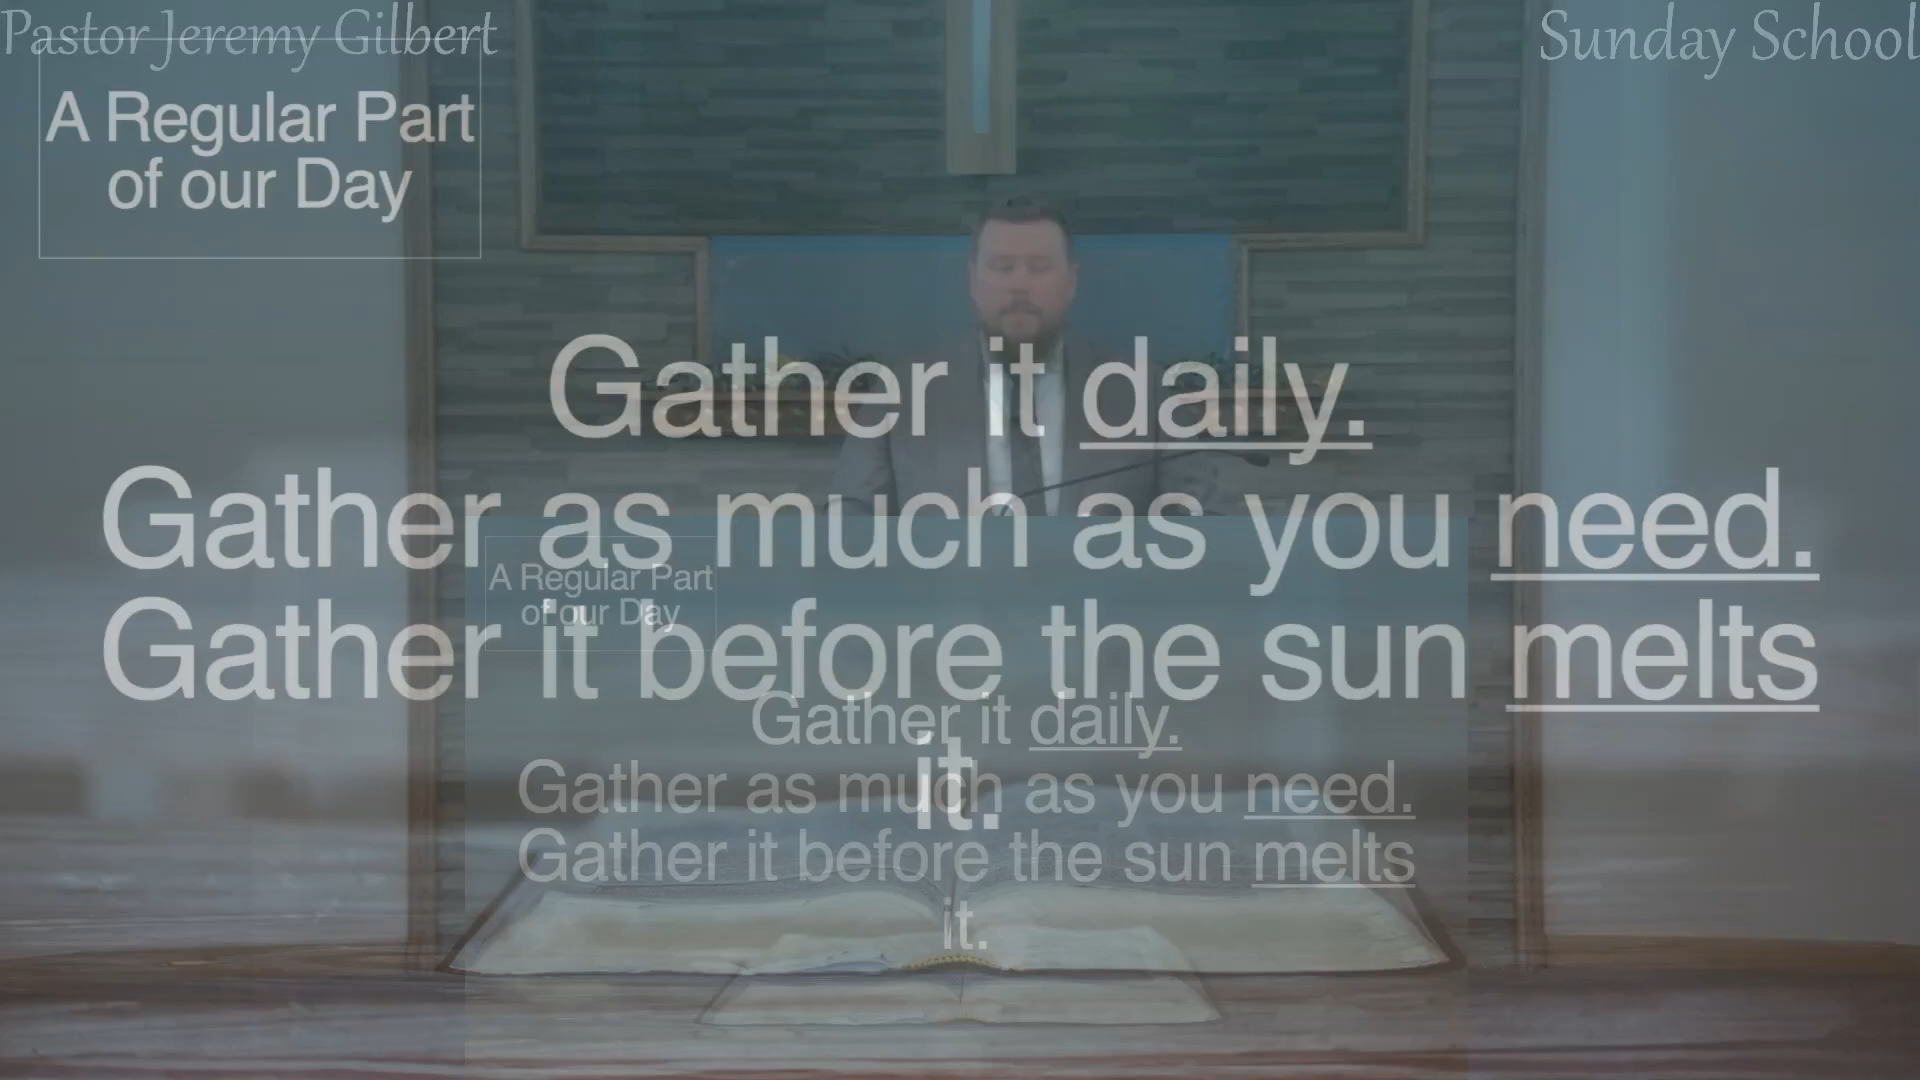 Pastor Jeremy Gilbert
Sunday School
A Regular Part
of our Day
Gather it daily.
Gather as much as you need.
Gather it before the sun melts
it.
A Regular Part
of our Day
Gather it daily.
Gather as much as you need.
Gather it before the sun melts
it.